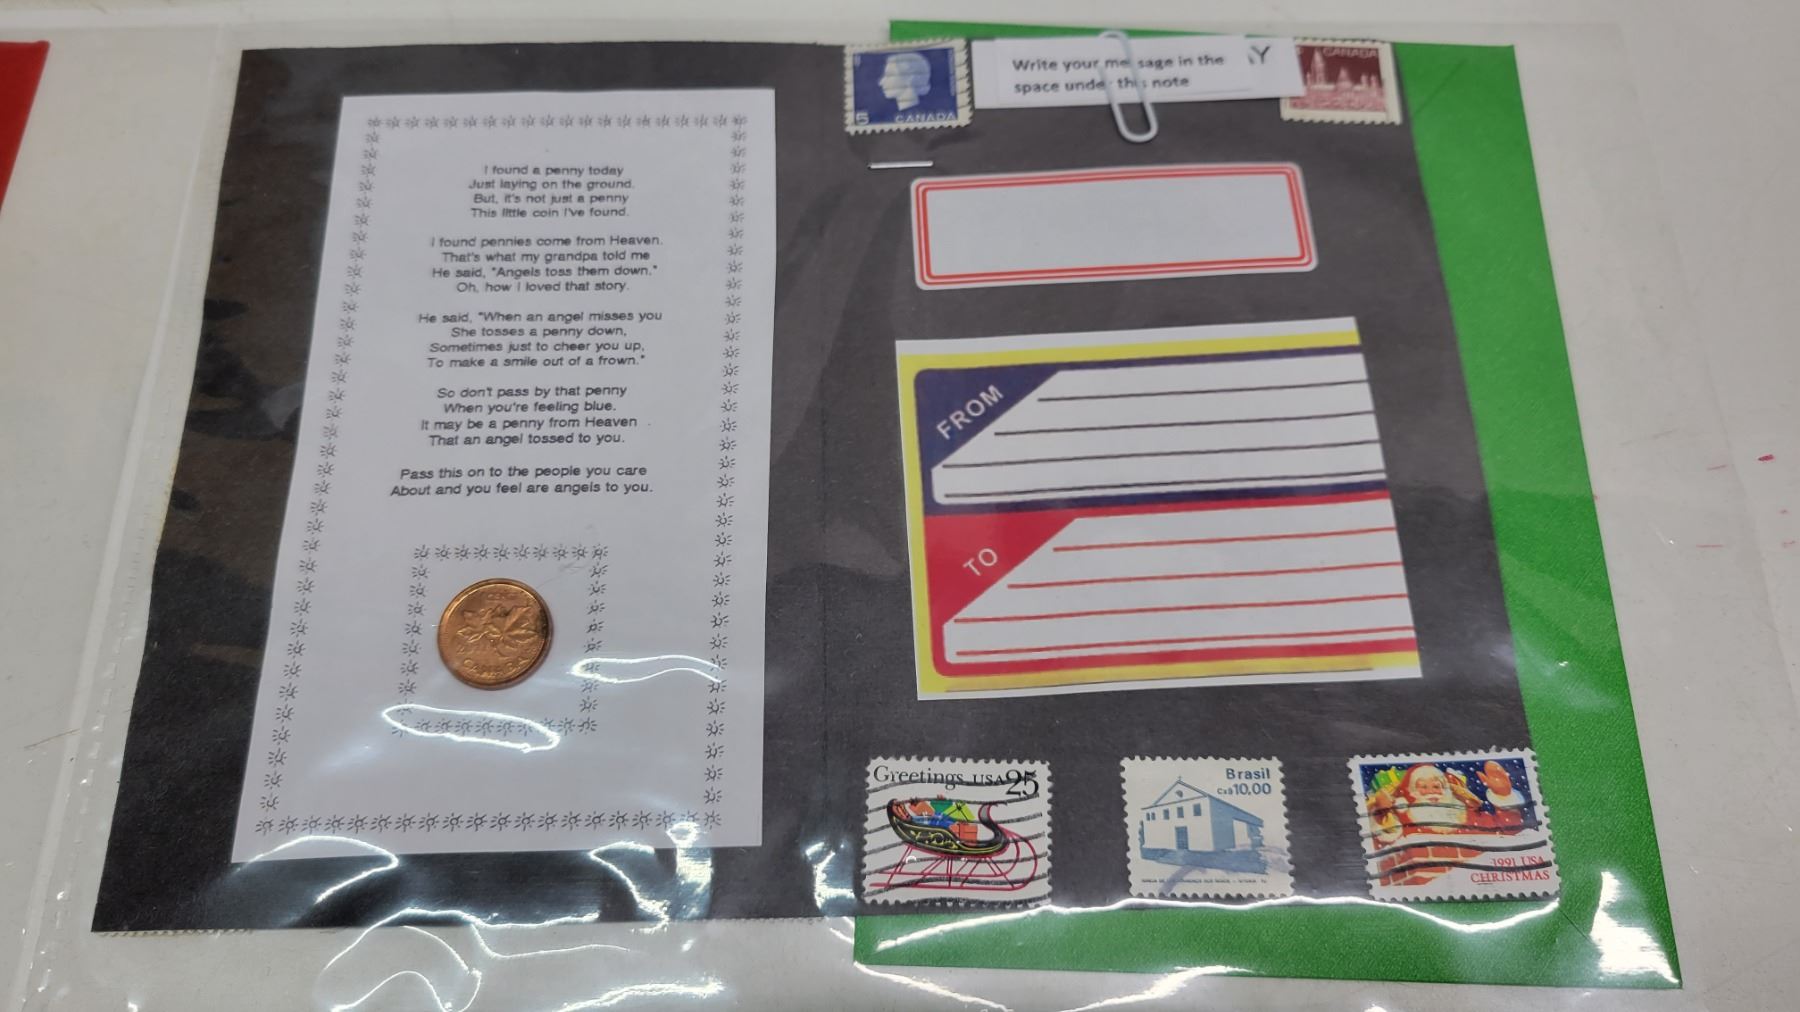 I found a penny today
Just laying on the ground.
But, it's not just a penny
This little coin I've found.
I found pennies come from Heaven.
That's what my grandpa told me
He said, "Angels toss them down."
Oh, how I loved that story.
He said, "When an angel misses you
She tosses a penny down,
Sometimes just to cheer you up,
To make a smile out of a frown."
So don't pass by that penny
When you're feeling blue.
It may be a penny from Heaven
That an angel tossed to you.
Pass this on to the people you care
About and you feel are angels to you.
CANADA
5 CANADA
Write your message in the
space under this note
Y
CANADA
FROM
TO
Greetings USA 25
Brasil
Cz$10,00
1991 USA
CHRISTMAS